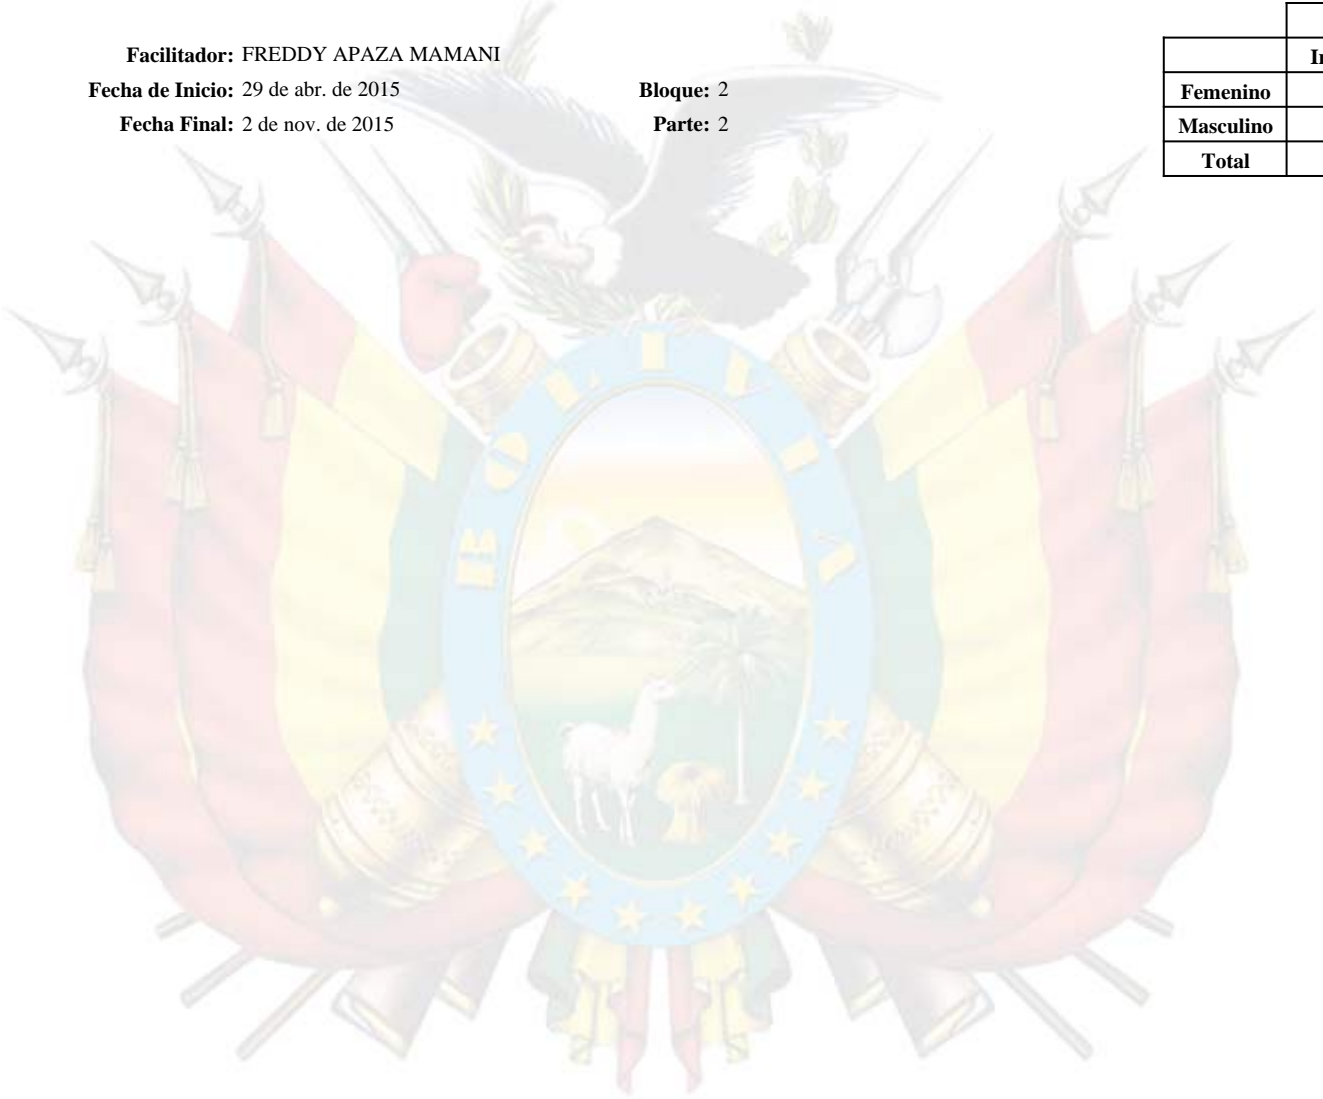 Facilitador: FREDDY APAZA MAMANI
Fecha de Inicio: 29 de abr. de 2015
Bloque: 2
Fecha Final: 2 de nov. de 2015
Parte: 2
Femenino
Masculino
Total
BOLIVIA